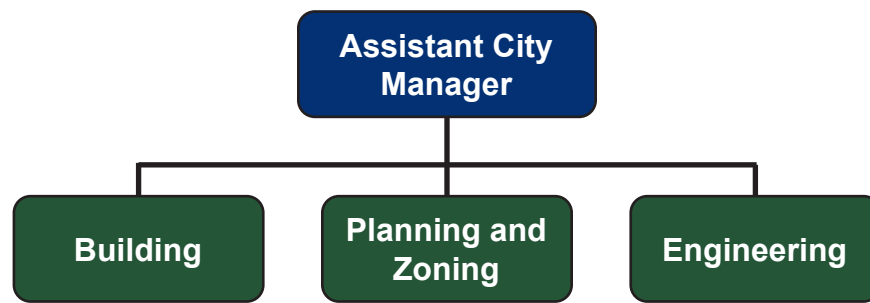 Assistant City
Manager
Building
Planning and
Zoning
Engineering